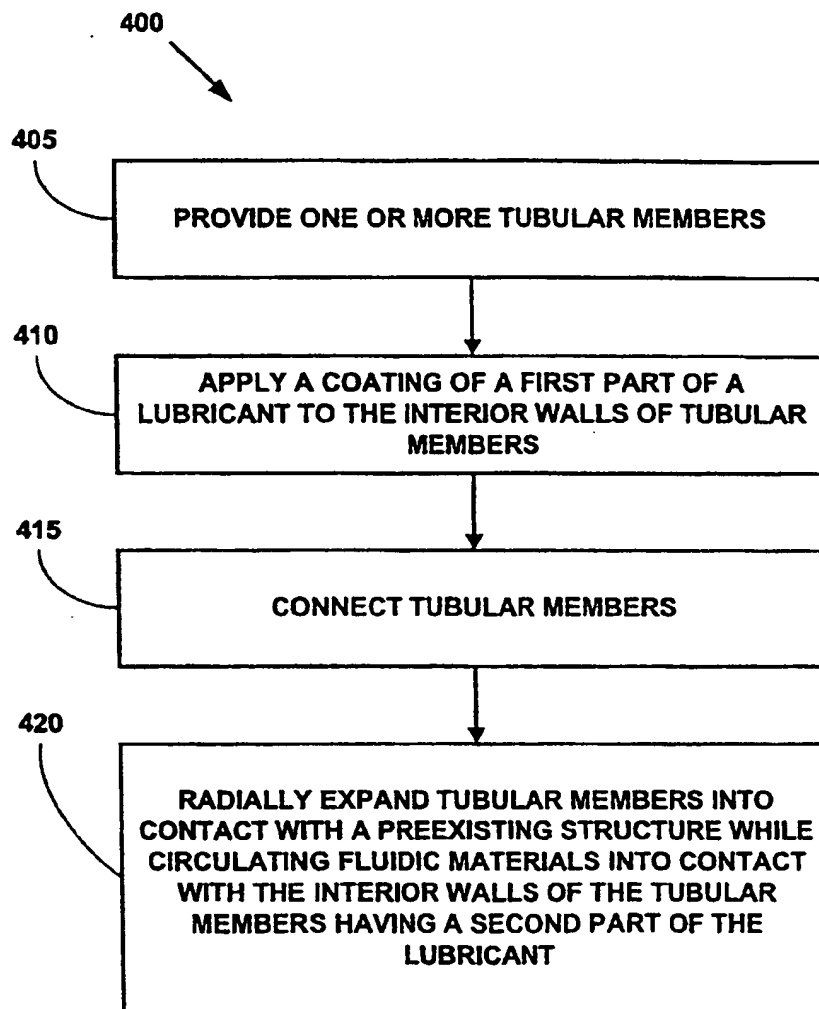 400
405
PROVIDE ONE OR MORE TUBULAR MEMBERS
410
APPLY A COATING OF A FIRST PART OF A
LUBRICANT TO THE INTERIOR WALLS OF TUBULAR
MEMBERS
415
CONNECT TUBULAR MEMBERS
420
RADIALLY EXPAND TUBULAR MEMBERS INTO
CONTACT WITH A PREEXISTING STRUCTURE WHILE
CIRCULATING FLUIDIC MATERIALS INTO CONTACT
WITH THE INTERIOR WALLS OF THE TUBULAR
MEMBERS HAVING A SECOND PART OF THE
LUBRICANT